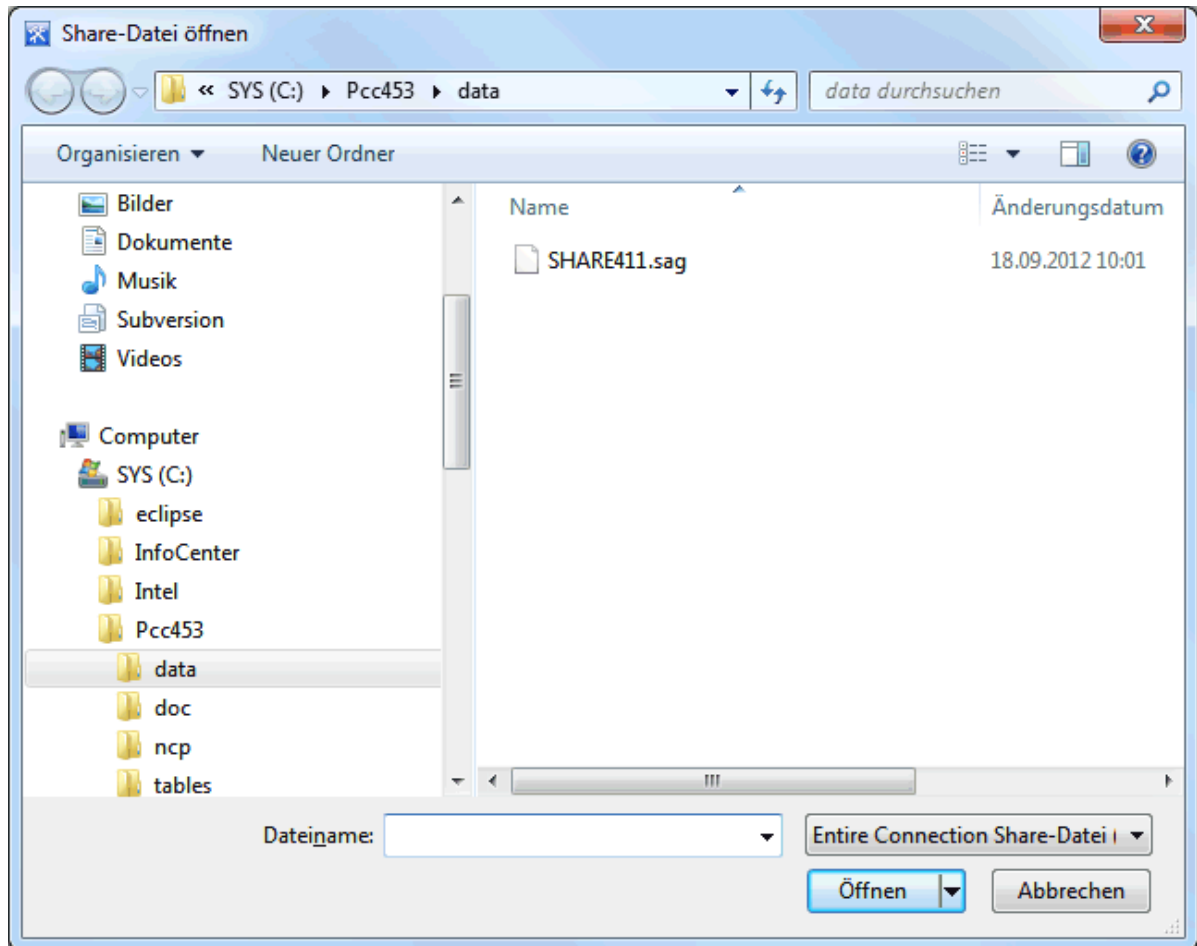 Share-Datei öffnen
« SYS (C:) Pcc453 data
data durchsuchen
Organisieren Neuer Ordner
Bilder
Dokumente
Musik
Subversion
Videos
Computer
SYS (C:)
eclipse
InfoCenter
Intel
Pcc453
data
doc
ncp
tables
Name Änderungsdatum
SHARE411.sag 18.09.2012 10:01
Dateiname:
Entire Connection Share-Datei (
Öffnen Abbrechen